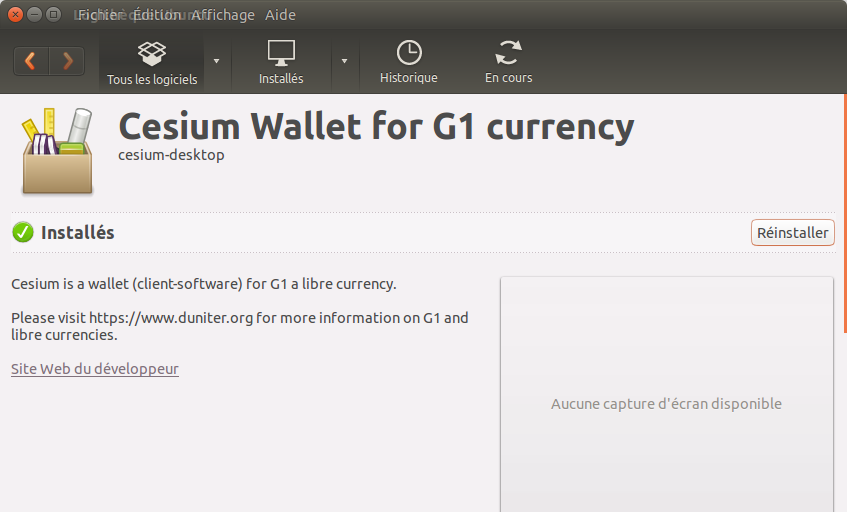 Fichier Édition Affichage Aide
Tous les logiciels
Installés
Historique
En cours
Cesium Wallet for G1 currency
cesium-desktop
Installés
Réinstaller
Cesium is a wallet (client-software) for G1 a libre currency.
Please visit https://www.duniter.org for more information on G1 and
libre currencies.
Site Web du développeur
Aucune capture d'écran disponible